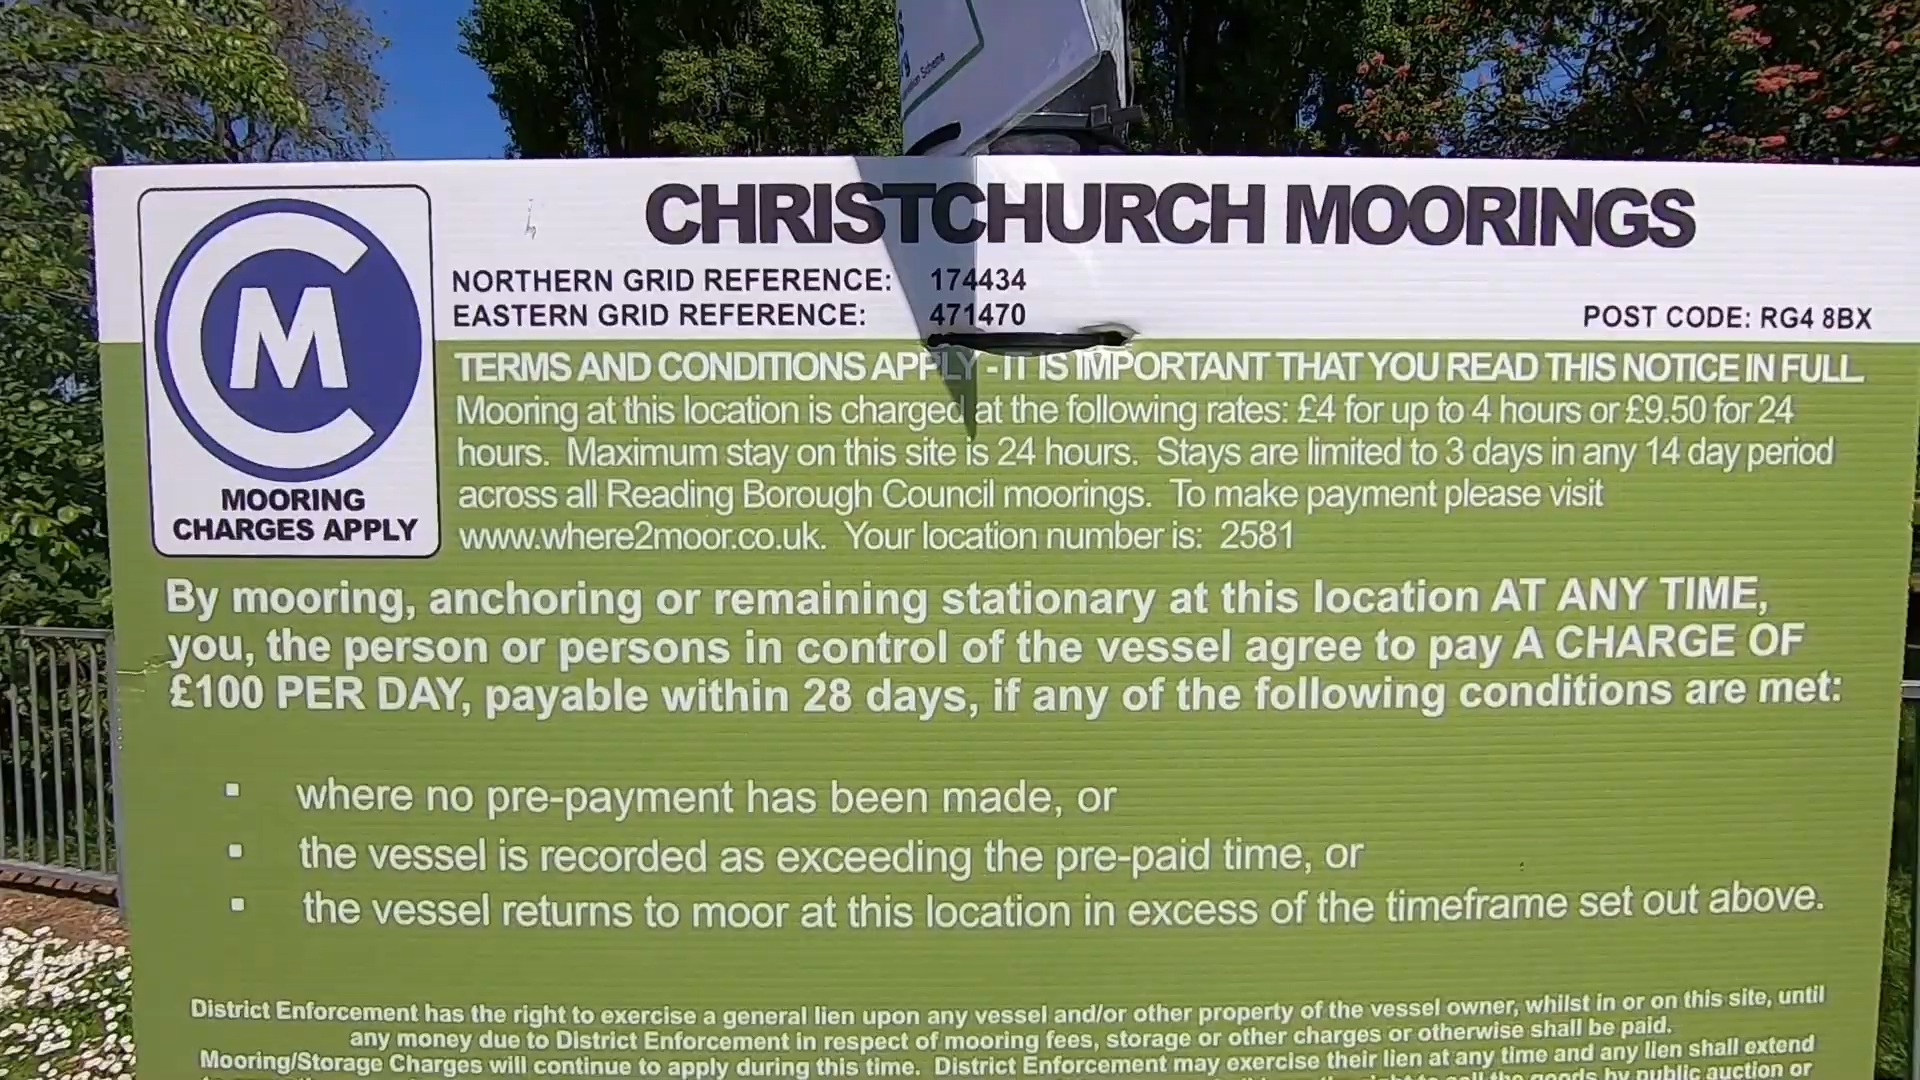 Scheme
CHRISTCHURCH MOORINGS
CM
MOORING
CHARGES APPLY
NORTHERN GRID REFERENCE: 174434
EASTERN GRID REFERENCE: 471470
POST CODE: RG4 8BX
TERMS AND CONDITIONS APPLY - IT IS IMPORTANT THAT YOU READ THIS NOTICE IN FULL
Mooring at this location is charged at the following rates: £4 for up to 4 hours or £9.50 for 24
hours. Maximum stay on this site is 24 hours. Stays are limited to 3 days in any 14 day period
across all Reading Borough Council moorings. To make payment please visit
www.where2moor.co.uk. Your location number is: 2581
By mooring, anchoring or remaining stationary at this location AT ANY TIME,
you, the person or persons in control of the vessel agree to pay A CHARGE OF
£100 PER DAY, payable within 28 days, if any of the following conditions are met:
▪ where no pre-payment has been made, or
▪ the vessel is recorded as exceeding the pre-paid time, or
▪ the vessel returns to moor at this location in excess of the timeframe set out above.
District Enforcement has the right to exercise a general lien upon any vessel and/or other property of the vessel owner, whilst in or on this site, until
any money due to District Enforcement in respect of mooring fees, storage or other charges or otherwise shall be paid.
Mooring/Storage Charges will continue to apply during this time. District Enforcement may exercise their lien at any time and any lien shall extend
the goods by public auction or